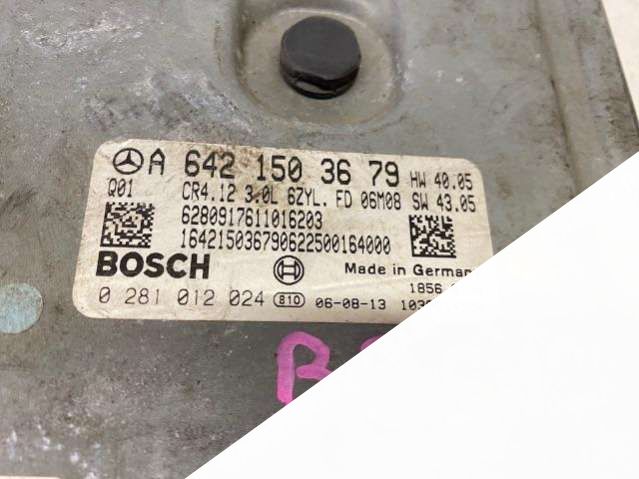 A 642 150 36 79 HW 40.05
Q01 CR4.12 3.0L 6ZYL. FD 06M08 SW 43.05
6280917611016203
164215036790622500164000
BOSCH Made in German
0 281 012 024 810 06-08-13
1856